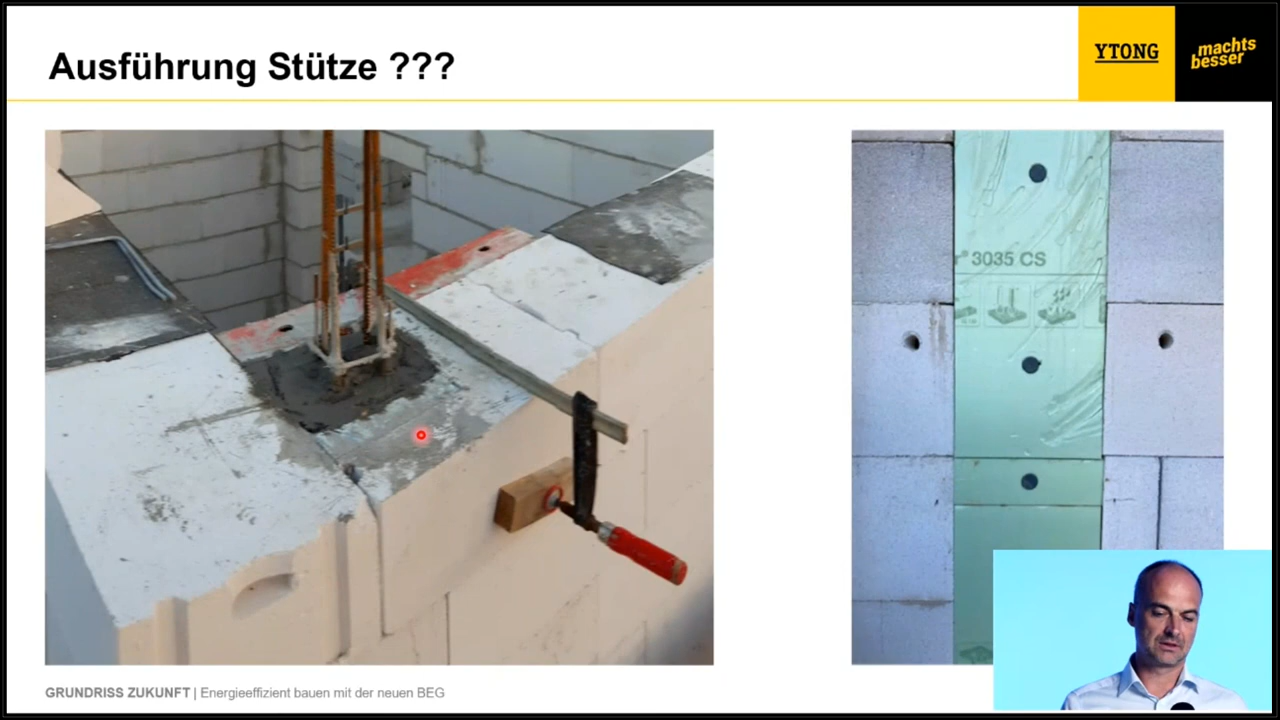 Ausführung Stütze ???
YTONG
machts
besser
3035 CS
GRUNDRISS ZUKUNFT | Energieeffizient bauen mit der neuen BEG